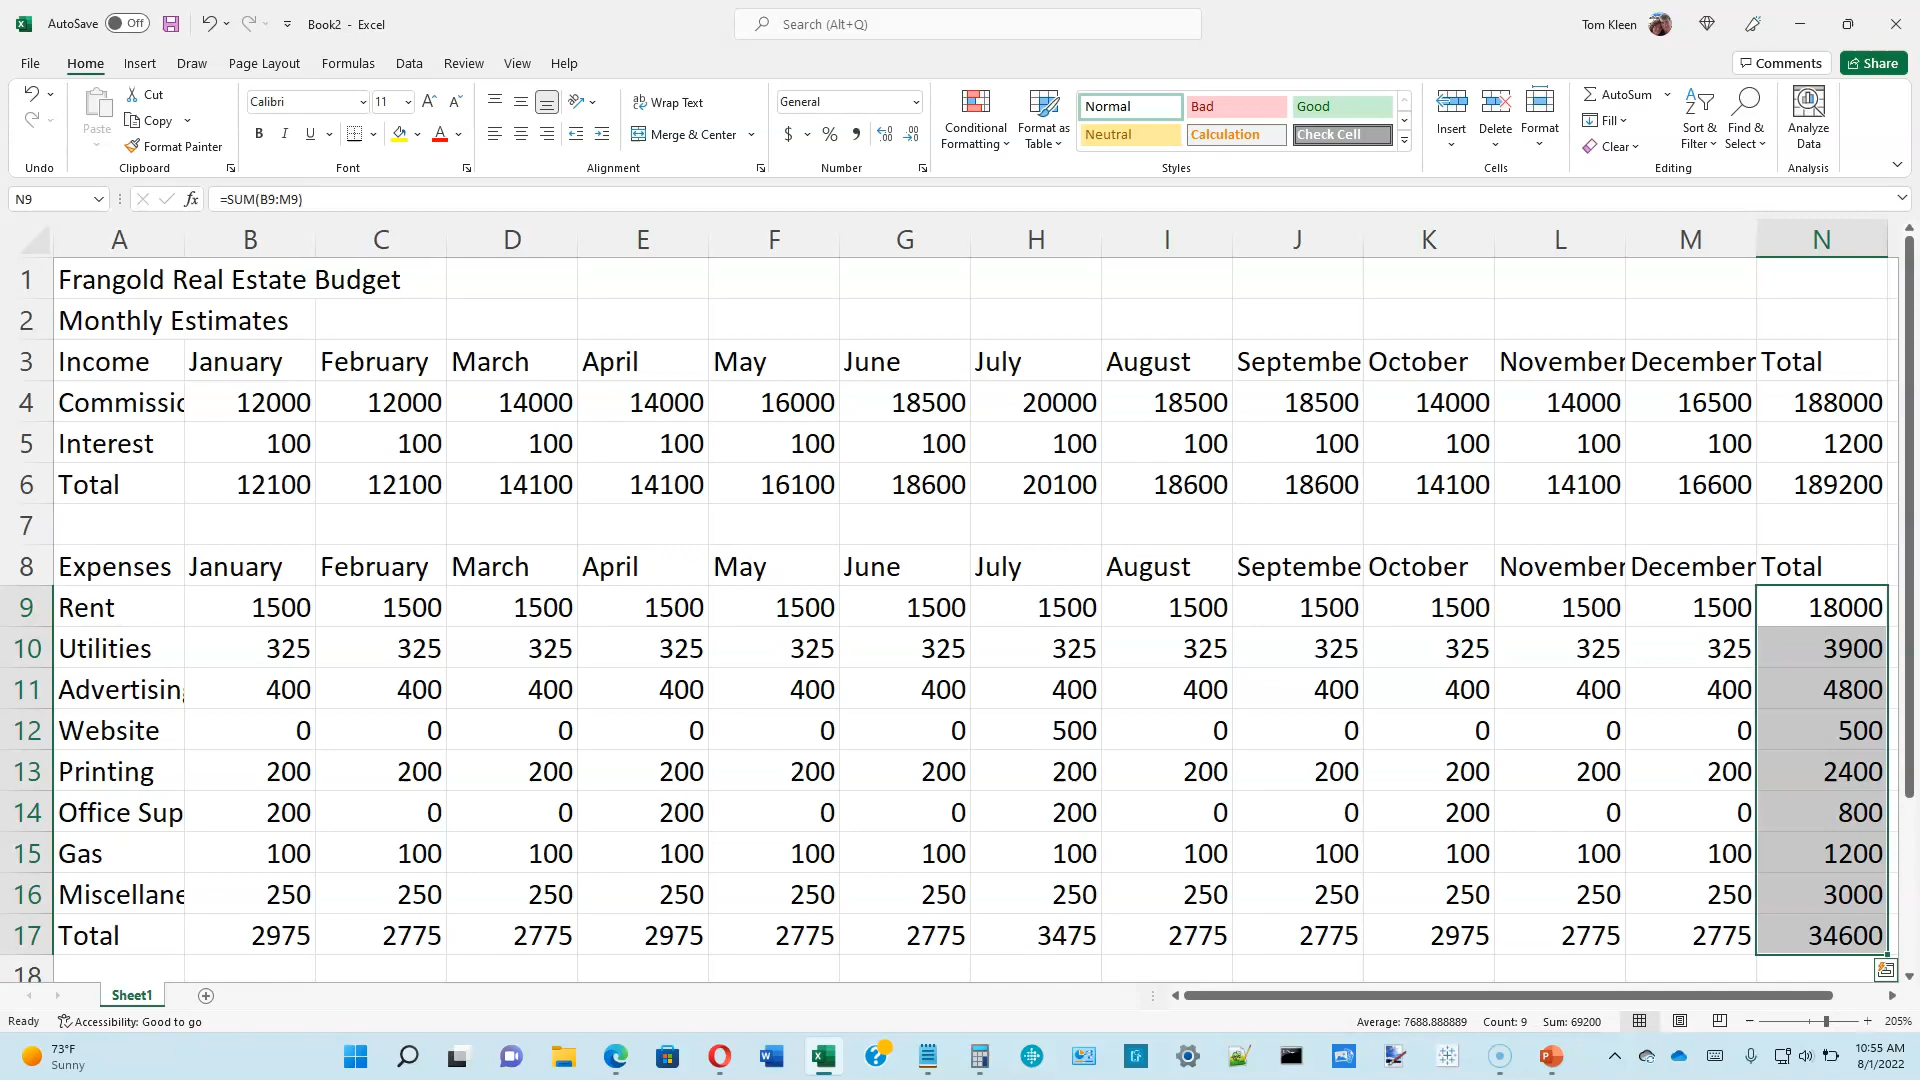 AutoSave Off Book2 - Excel Search (Alt+Q) Tom Kleen
File Home Insert Draw Page Layout Formulas Data Review View Help Comments Share
Paste Cut Copy Format Painter
Calibri 11
B I U A
Wrap Text
Merge & Center
General
$ %
Conditional Formatting
Format as Table
Normal Bad Good
Neutral Calculation Check Cell
Insert Delete Format
AutoSum
Fill
Clear
Sort & Filter
Find & Select
Analyze Data
Undo Clipboard Font Alignment Number Styles Cells Editing Analysis
N9 fx =SUM(B9:M9)
A B C D E F G H I J K L M N
1 Frangold Real Estate Budget
2 Monthly Estimates
3 Income January February March April May June July August Septembe October November December Total
4 Commissic 12000 12000 14000 14000 16000 18500 20000 18500 18500 14000 14000 16500 188000
5 Interest 100 100 100 100 100 100 100 100 100 100 100 100 1200
6 Total 12100 12100 14100 14100 16100 18600 20100 18600 18600 14100 14100 16600 189200
7
8 Expenses January February March April May June July August Septembe October November December Total
9 Rent 1500 1500 1500 1500 1500 1500 1500 1500 1500 1500 1500 1500 18000
10 Utilities 325 325 325 325 325 325 325 325 325 325 325 325 3900
11 Advertising 400 400 400 400 400 400 400 400 400 400 400 400 4800
12 Website 0 0 0 0 0 0 500 0 0 0 0 0 500
13 Printing 200 200 200 200 200 200 200 200 200 200 200 200 2400
14 Office Sup 200 0 0 200 0 0 200 0 0 200 0 0 800
15 Gas 100 100 100 100 100 100 100 100 100 100 100 100 1200
16 Miscellane 250 250 250 250 250 250 250 250 250 250 250 250 3000
17 Total 2975 2775 2775 2975 2775 2775 3475 2775 2775 2975 2775 2775 34600
18
Sheet1
Ready Accessibility: Good to go Average: 7688.888889 Count: 9 Sum: 69200 205%
73°F
Sunny
10:55 AM
8/1/2022